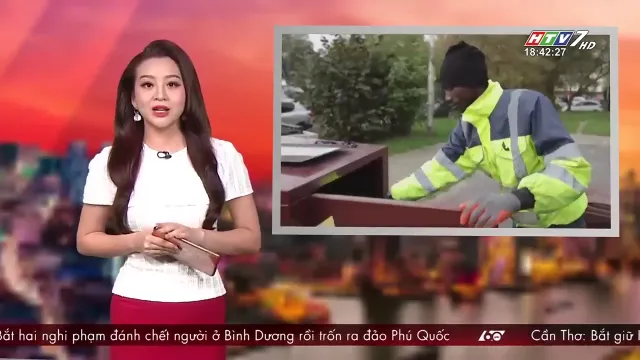 HTV7 HD
18:42:27
Bắt hai nghi phạm đánh chết người ở Bình Dương rồi trốn ra đảo Phú Quốc 60 Cần Thơ: Bắt giữ